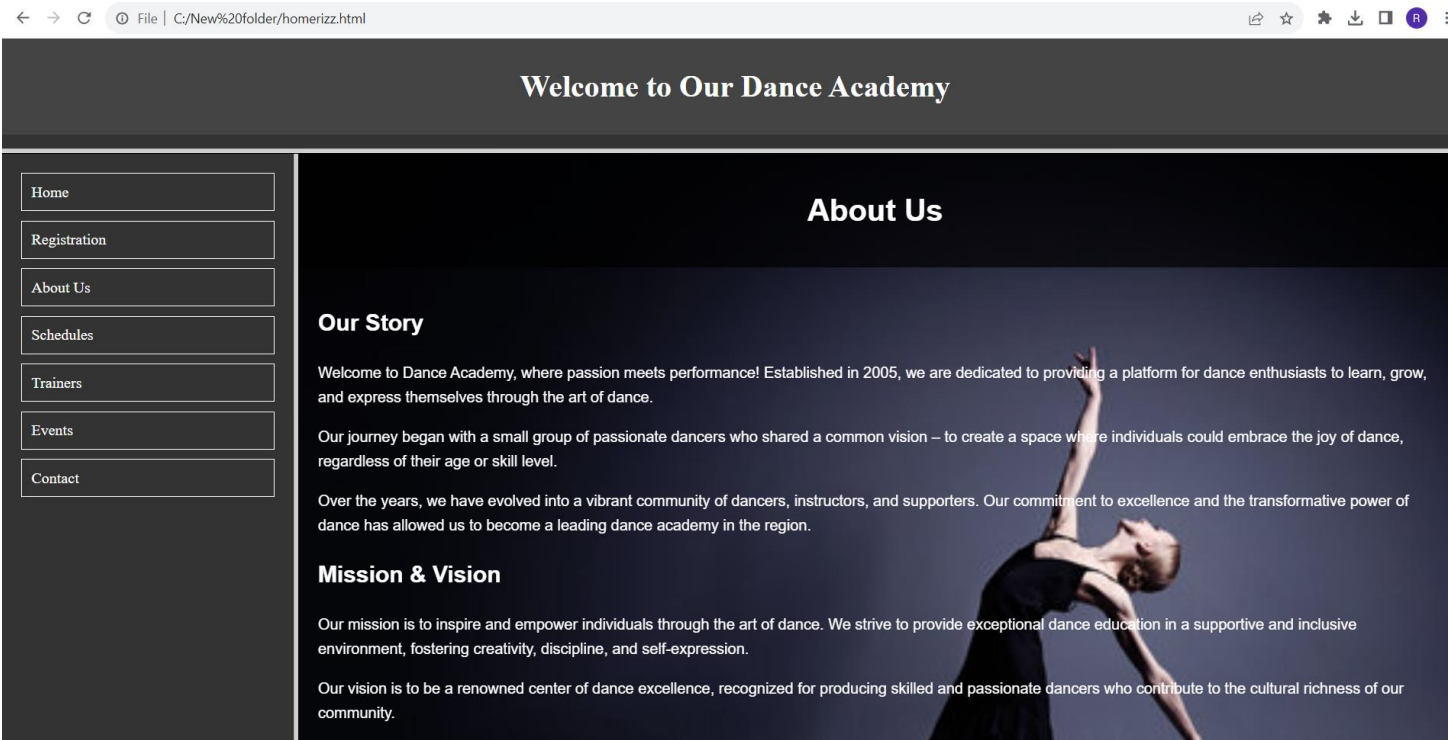 File | C:/New%20folder/homerizz.html
R
Welcome to Our Dance Academy
Home
Registration
About Us
Schedules
Trainers
Events
Contact
About Us
Our Story
Welcome to Dance Academy, where passion meets performance! Established in 2005, we are dedicated to providing a platform for dance enthusiasts to learn, grow,
and express themselves through the art of dance.
Our journey began with a small group of passionate dancers who shared a common vision – to create a space where individuals could embrace the joy of dance,
regardless of their age or skill level.
Over the years, we have evolved into a vibrant community of dancers, instructors, and supporters. Our commitment to excellence and the transformative power of
dance has allowed us to become a leading dance academy in the region.
Mission & Vision
Our mission is to inspire and empower individuals through the art of dance. We strive to provide exceptional dance education in a supportive and inclusive
environment, fostering creativity, discipline, and self-expression.
Our vision is to be a renowned center of dance excellence, recognized for producing skilled and passionate dancers who contribute to the cultural richness of our
community.